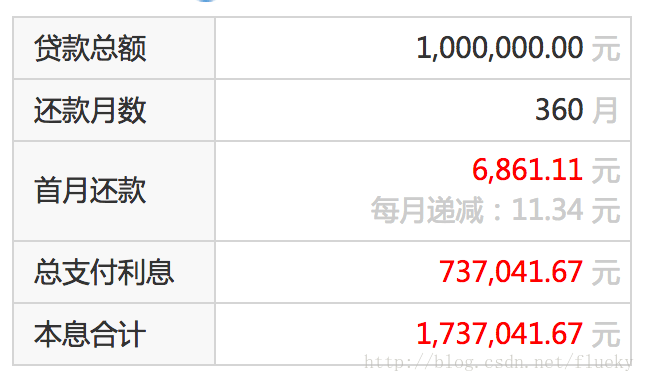 贷款总额 1,000,000.00 元
还款月数 360 月
首月还款 6,861.11 元
每月递减：11.34 元
总支付利息 737,041.67 元
本息合计 1,737,041.67 元
http://blog.csdn.net/flueky